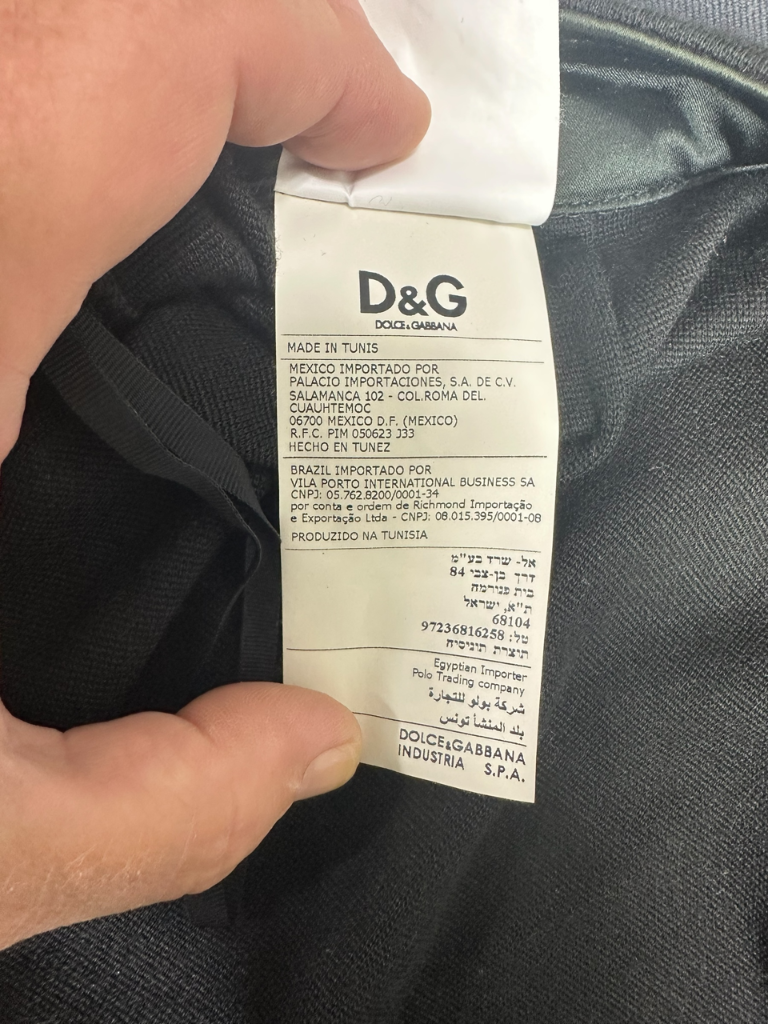 D&G
DOLCE & GABBANA
MADE IN TUNIS
MEXICO IMPORTADO POR
PALACIO IMPORTACIONES, S.A. DE C.V.
SALAMANCA 102 - COL.ROMA DEL.
CUAUHTEMOC
06700 MEXICO D.F. (MEXICO)
R.F.C. PIM 050623 J33
HECHO EN TUNEZ
BRAZIL IMPORTADO POR
VILA PORTO INTERNATIONAL BUSINESS SA
CNPJ: 05.762.8200/0001-34
por conta e ordem de Richmond Importação
e Exportação Ltda - CNPJ: 08.015.395/0001-08
PRODUZIDO NA TUNISIA
אל- שרד בע"מ
דרך בן-צבי 84
בית פנורמה
ת"א, ישראל
68104
טל: 97236816258
תוצרת תוניסיה
Egyptian Importer
Polo Trading company
شركة بولو للتجارة
بلد المنشأ تونس
DOLCE & GABBANA
INDUSTRIA S.P.A.